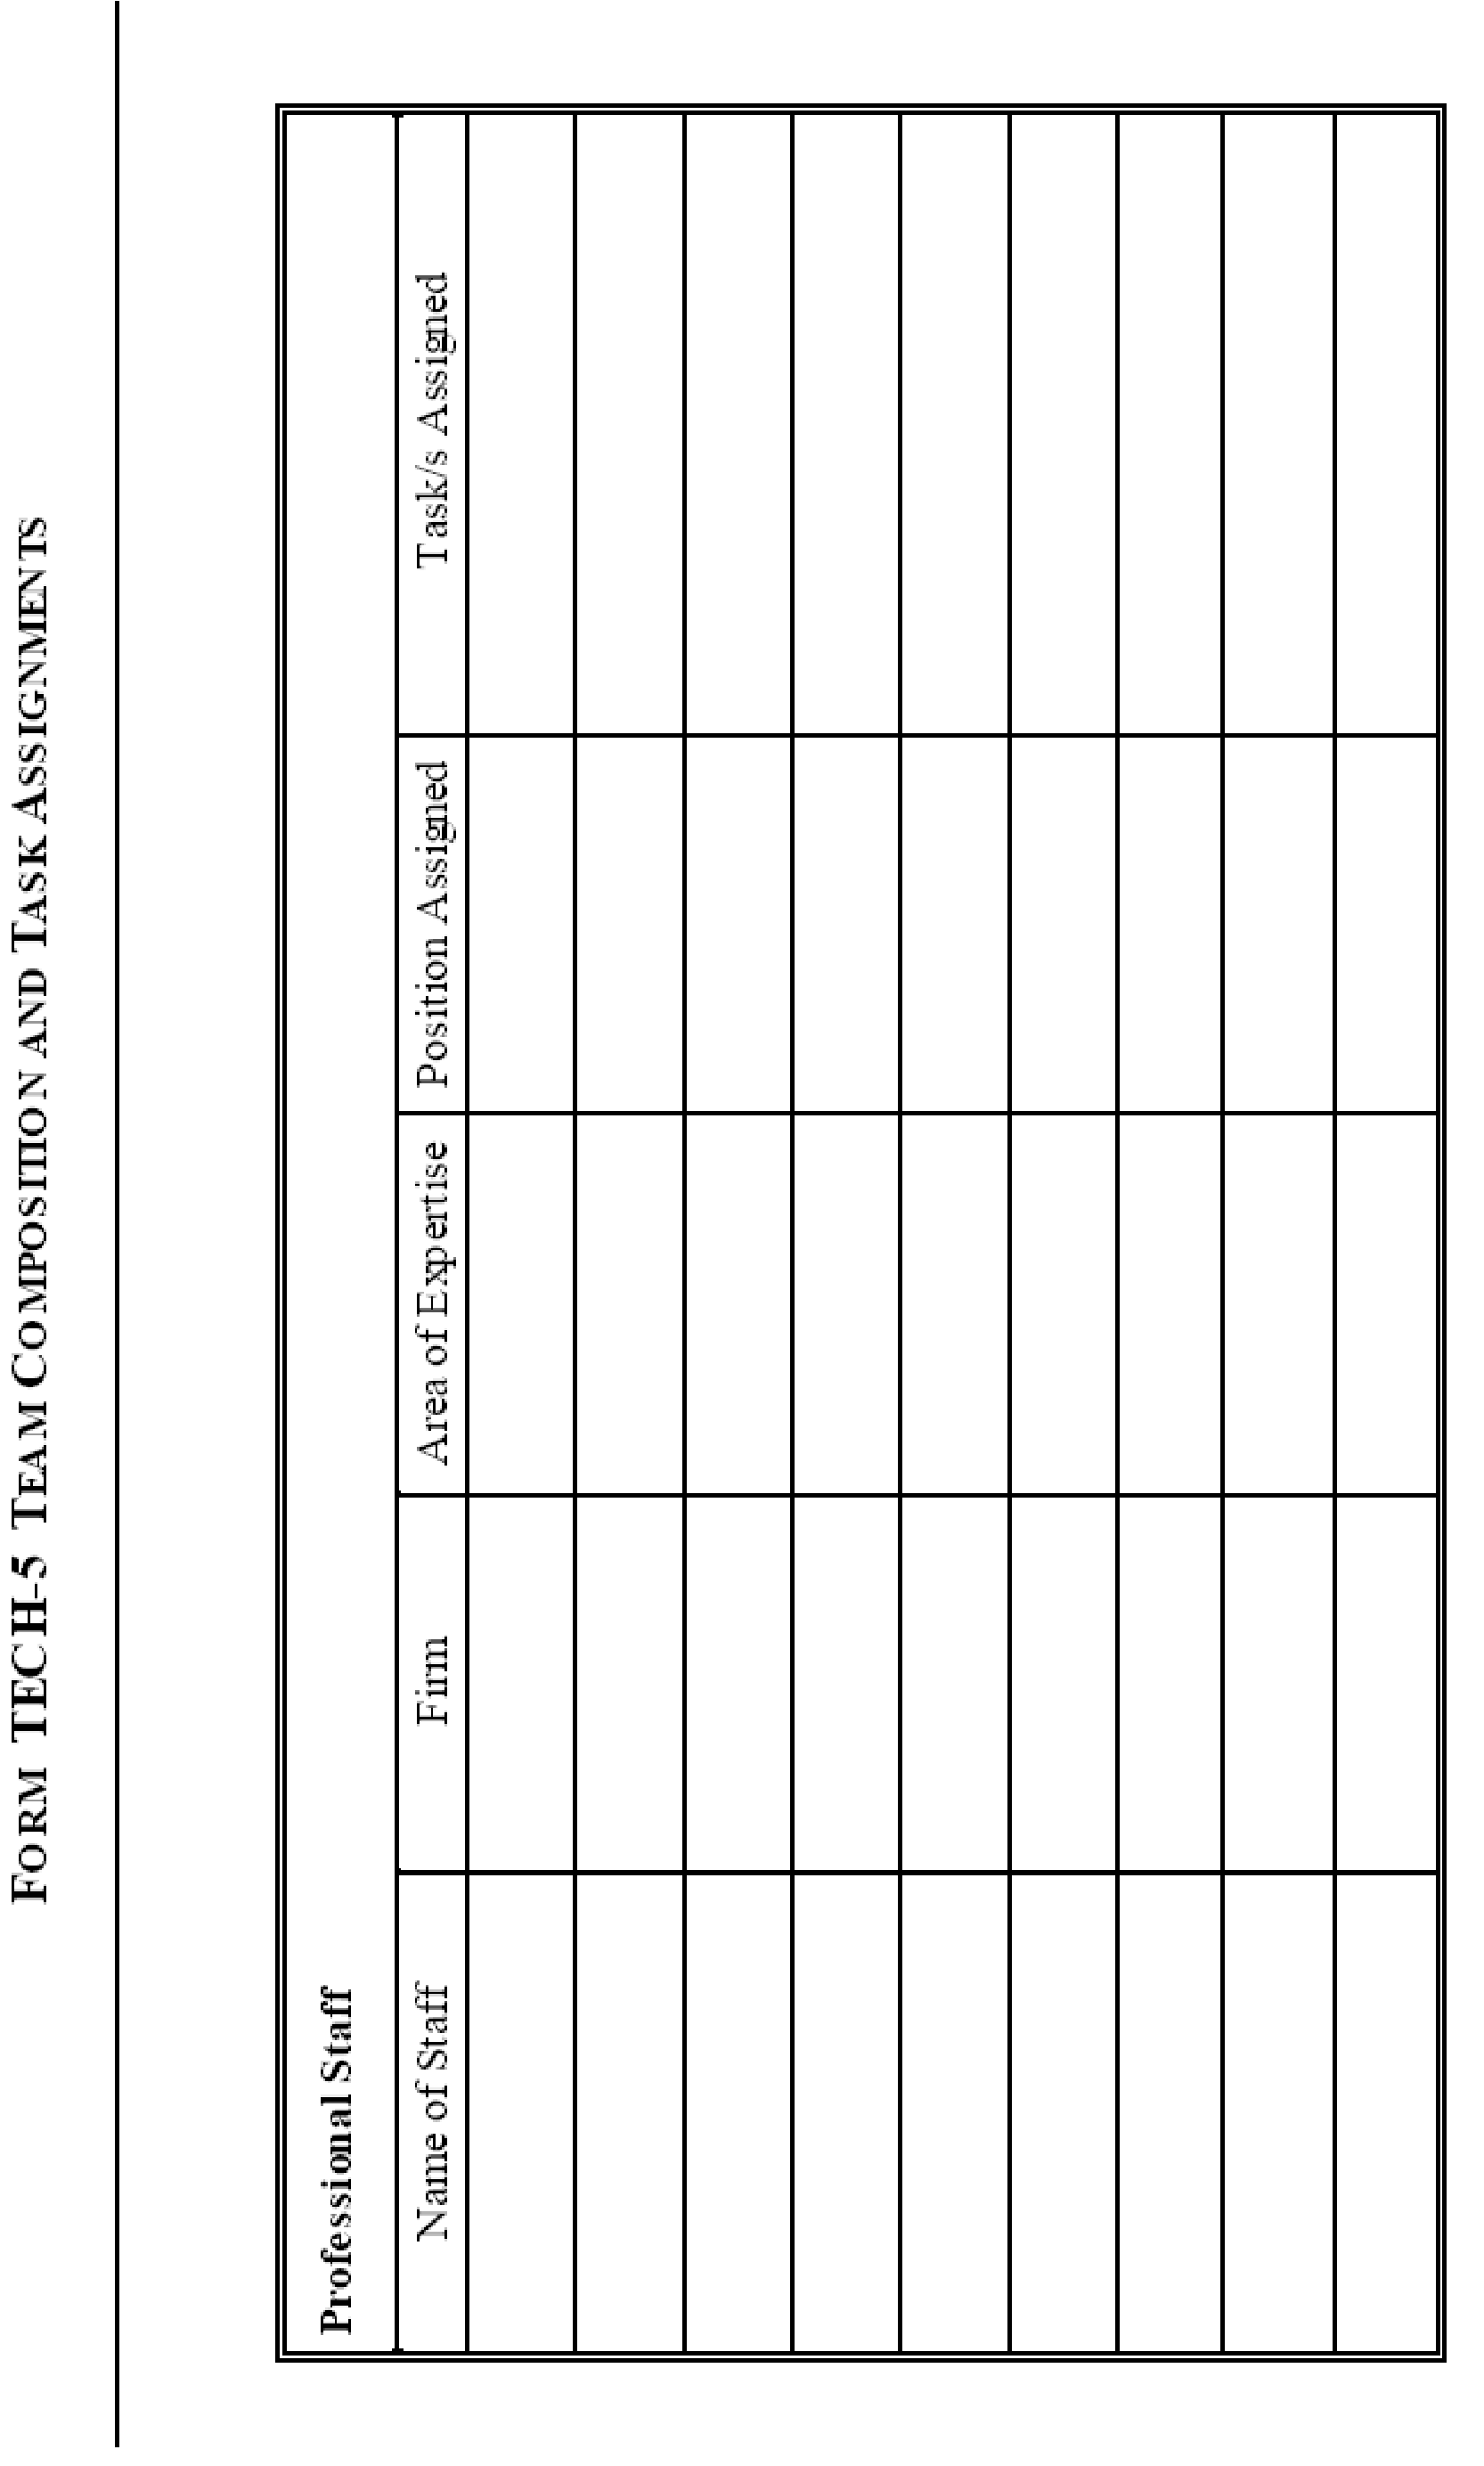 FORM TECH-5 TEAM COMPOSITION AND TASK ASSIGNMENTS
Professional Staff
Name of Staff Firm Area of Expertise Position Assigned Task/s Assigned